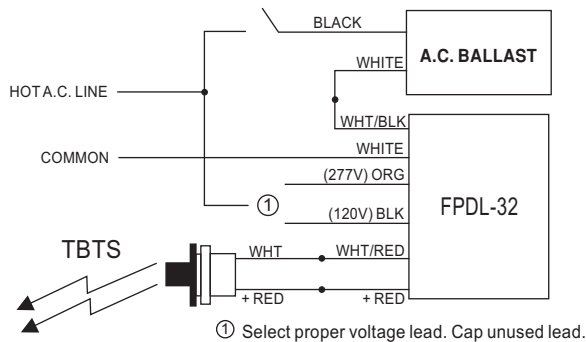 BLACK
A.C. BALLAST
WHITE
HOT A.C. LINE
WHT/BLK
WHITE
COMMON
(277V) ORG
FPDL-32
1
(120V) BLK
TBTS
WHT
WHT/RED
+ RED
+ RED
1 Select proper voltage lead. Cap unused lead.